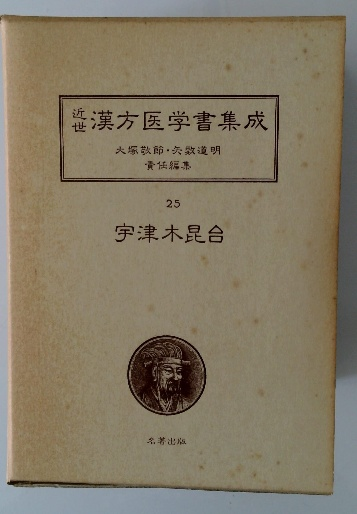 近世漢方医学書集成
大塚敬節・矢数道明
責任編集
25
宇津木昆台
名著出版